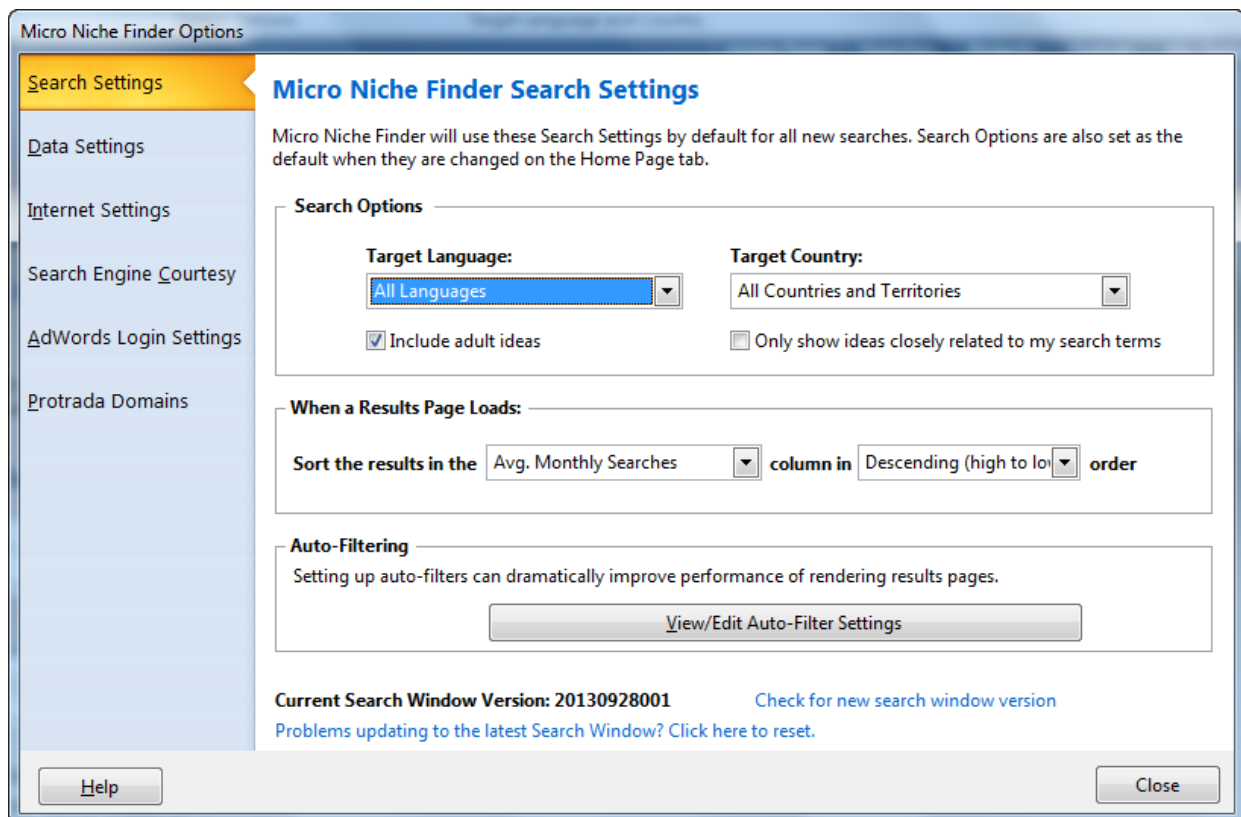 Micro Niche Finder Options
Search Settings
Data Settings
Internet Settings
Search Engine Courtesy
AdWords Login Settings
Protrada Domains
Micro Niche Finder Search Settings
Micro Niche Finder will use these Search Settings by default for all new searches. Search Options are also set as the
default when they are changed on the Home Page tab.
Search Options
Target Language: Target Country:
All Languages All Countries and Territories
Include adult ideas Only show ideas closely related to my search terms
When a Results Page Loads:
Sort the results in the Avg. Monthly Searches column in Descending (high to lo order
Auto-Filtering
Setting up auto-filters can dramatically improve performance of rendering results pages.
View/Edit Auto-Filter Settings
Current Search Window Version: 20130928001 Check for new search window version
Problems updating to the latest Search Window? Click here to reset.
Help Close